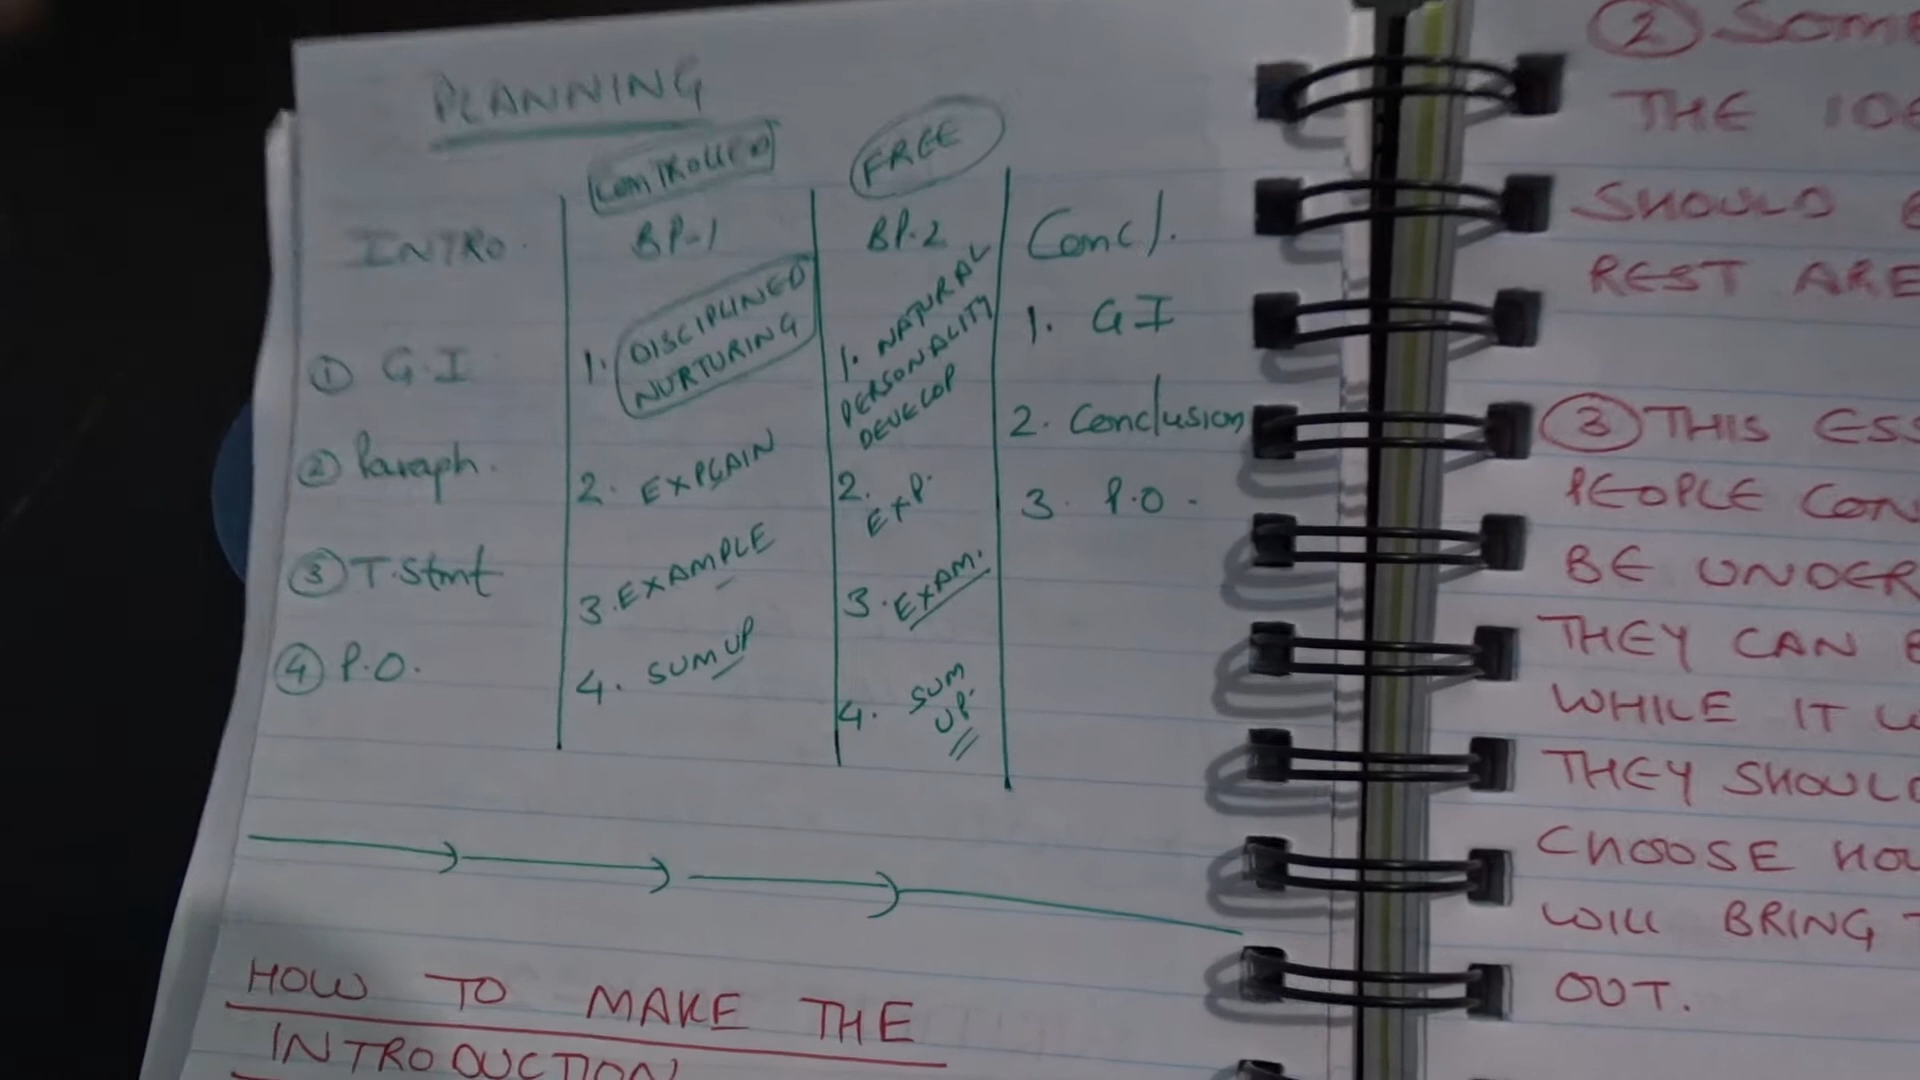 PLANNING
CONTROLLED
FREE
INTRO.
① G.I
② Paraph.
③ T.Stmt
④ P.O.
BP-1
1. DISCIPLINED
NURTURING
2. EXPLAIN
3. EXAMPLE
4. SUM UP
BP.2
1. NATURAL
PERSONALITY
DEVELOP
2.
EXP.
3. EXAM.
4. SUM
UP.
Concl.
1. GI
2. Conclusion
3. P.O.
HOW TO MAKE THE
INTRODUCTION
② SOME
THE IDE
SHOULD B
REST ARE
③ THIS ESS
PEOPLE CON
BE UNDER
THEY CAN B
WHILE IT W
THEY SHOULD
CHOOSE HOW
WILL BRING T
OUT.